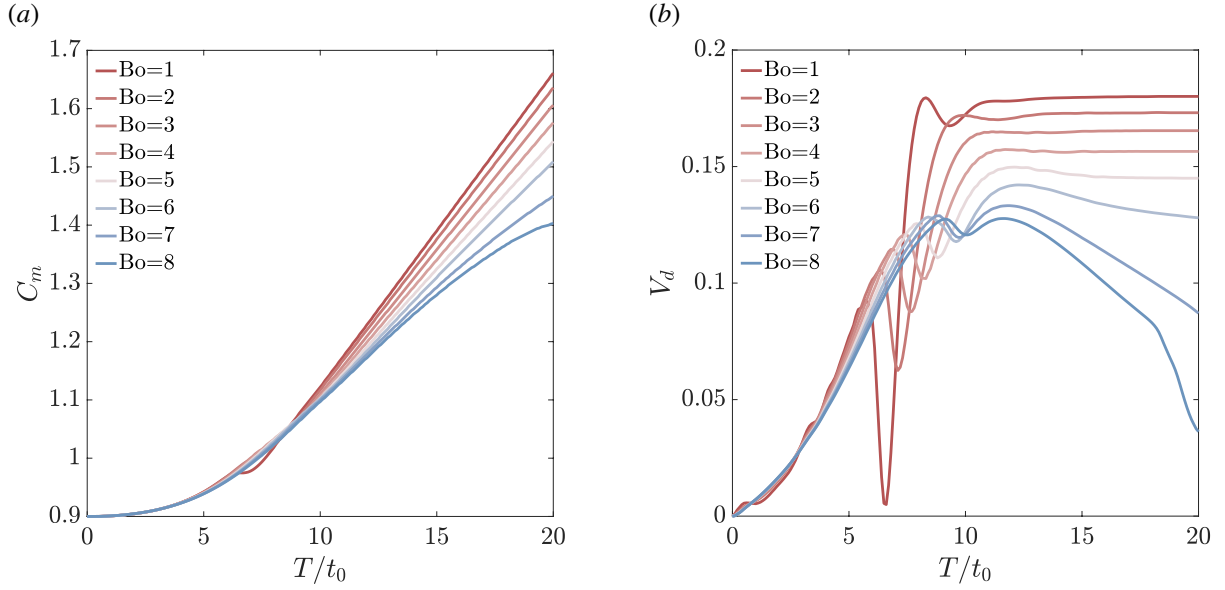 (a)
1.7
1.6
1.5
1.4
1.3
1.2
1.1
1
0.9
C_m
Bo=1
Bo=2
Bo=3
Bo=4
Bo=5
Bo=6
Bo=7
Bo=8
0 5 10 15 20
T/t_0
(b)
0.2
0.15
0.1
0.05
0
V_d
Bo=1
Bo=2
Bo=3
Bo=4
Bo=5
Bo=6
Bo=7
Bo=8
0 5 10 15 20
T/t_0